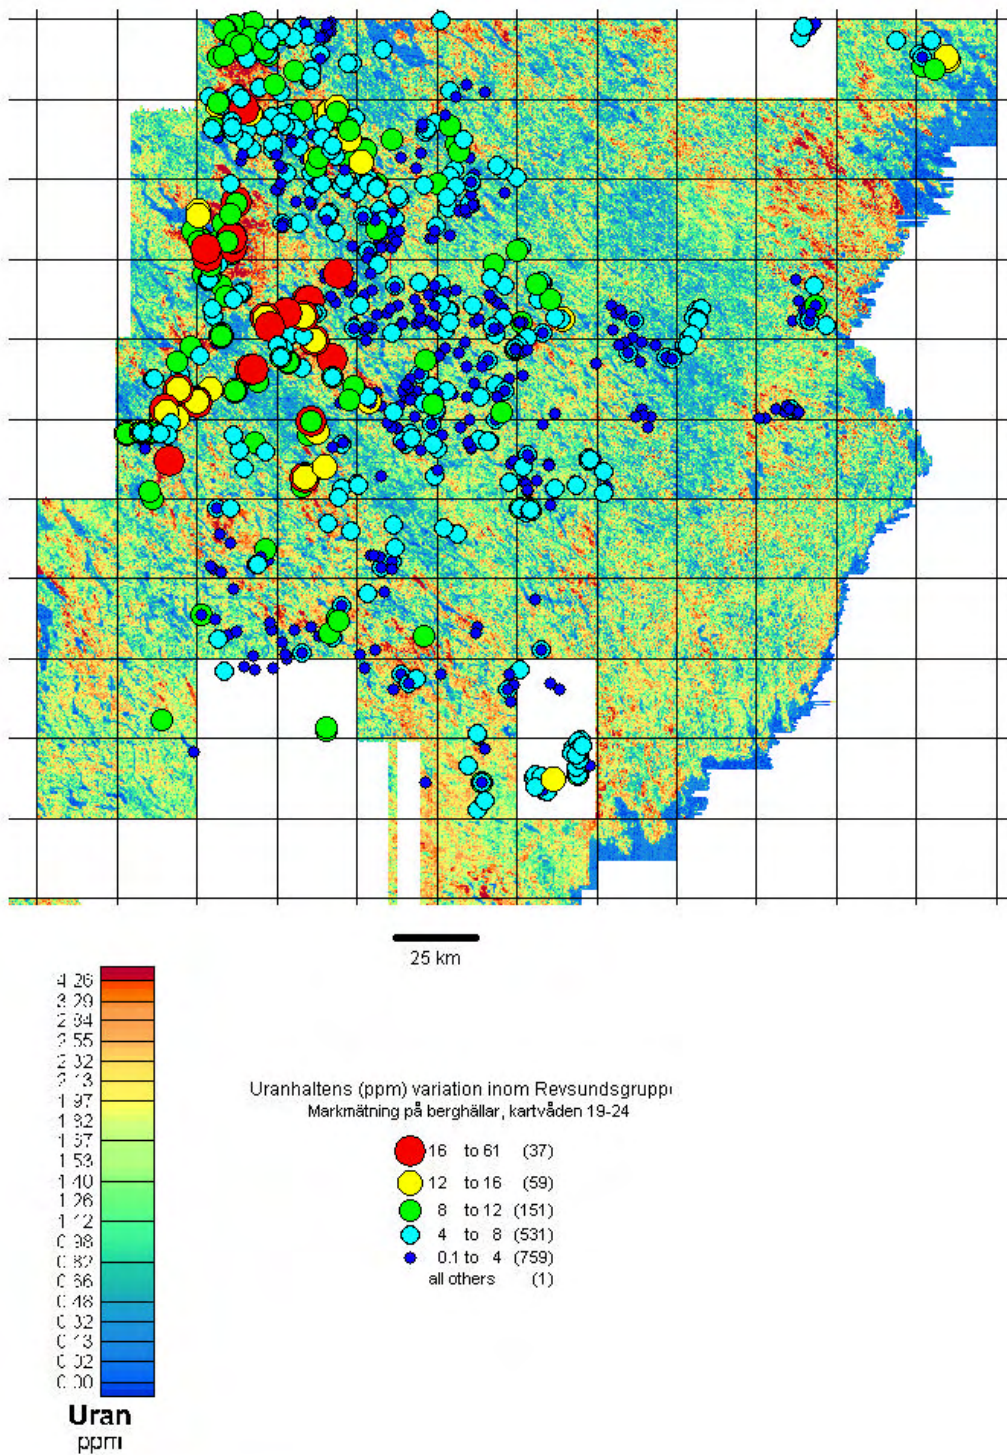 25 km
4.26
3.29
2.84
2.55
2.32
2.13
1.97
1.82
1.67
1.53
1.40
1.26
1.12
0.98
0.82
0.66
0.48
0.32
0.13
0.02
0.00
Uran
ppm
Uranhaltens (ppm) variation inom Revsundsgrupp
Markmätning på berghällar, kartvåden 19-24
16 to 61 (37)
12 to 16 (59)
8 to 12 (151)
4 to 8 (531)
0.1 to 4 (759)
all others (1)